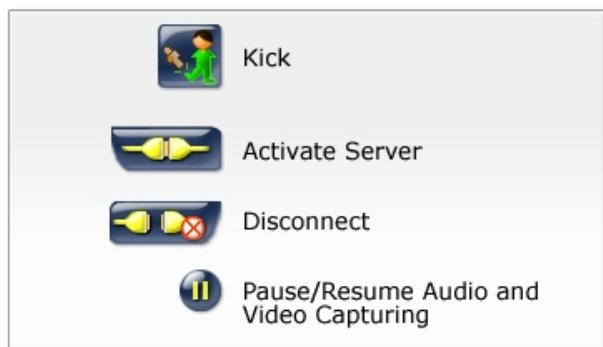 Kick
Activate Server
Disconnect
Pause/Resume Audio and
Video Capturing